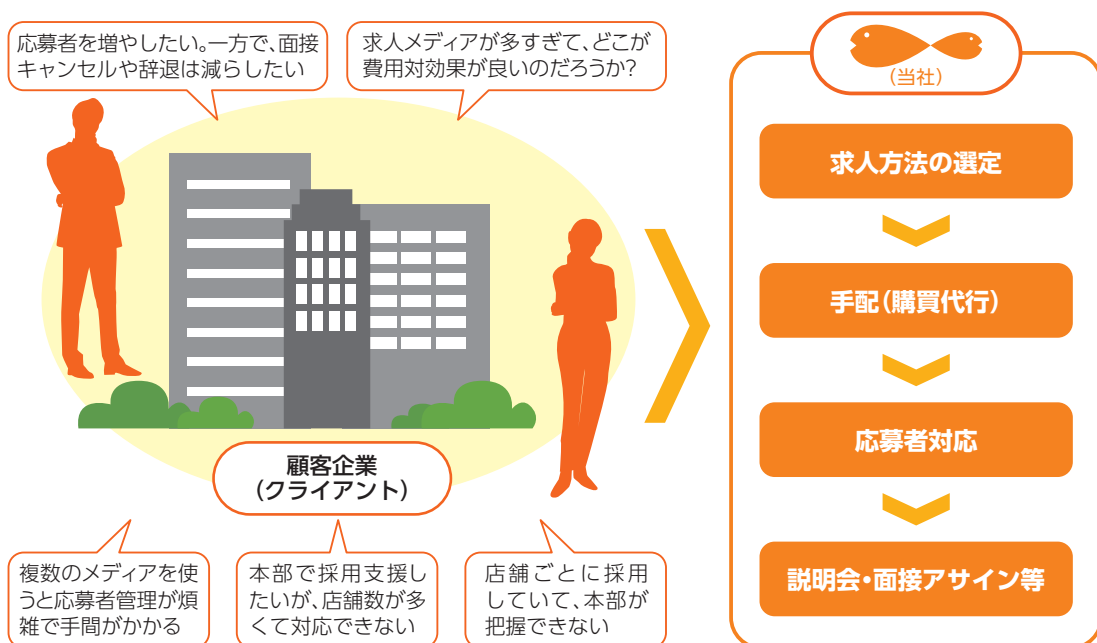 応募者を増やしたい。一方で、面接
キャンセルや辞退は減らしたい
求人メディアが多すぎて、どこが
費用対効果が良いのだろうか?
顧客企業
(クライアント)
複数のメディアを使
うと応募者管理が煩
雑で手間がかかる
本部で採用支援し
たいが、店舗数が多
くて対応できない
店舗ごとに採用
していて、本部が
把握できない
(当社)
求人方法の選定
手配(購買代行)
応募者対応
説明会・面接アサイン等